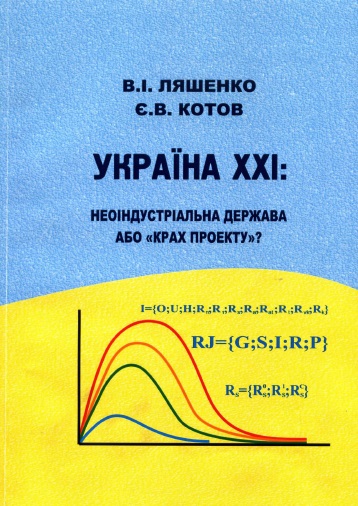 В.І. ЛЯШЕНКО
Є.В. КОТОВ
УКРАЇНА XXI:
НЕОІНДУСТРІАЛЬНА ДЕРЖАВА
АБО «КРАХ ПРОЕКТУ»?
RJ={G;S;I;R;P}